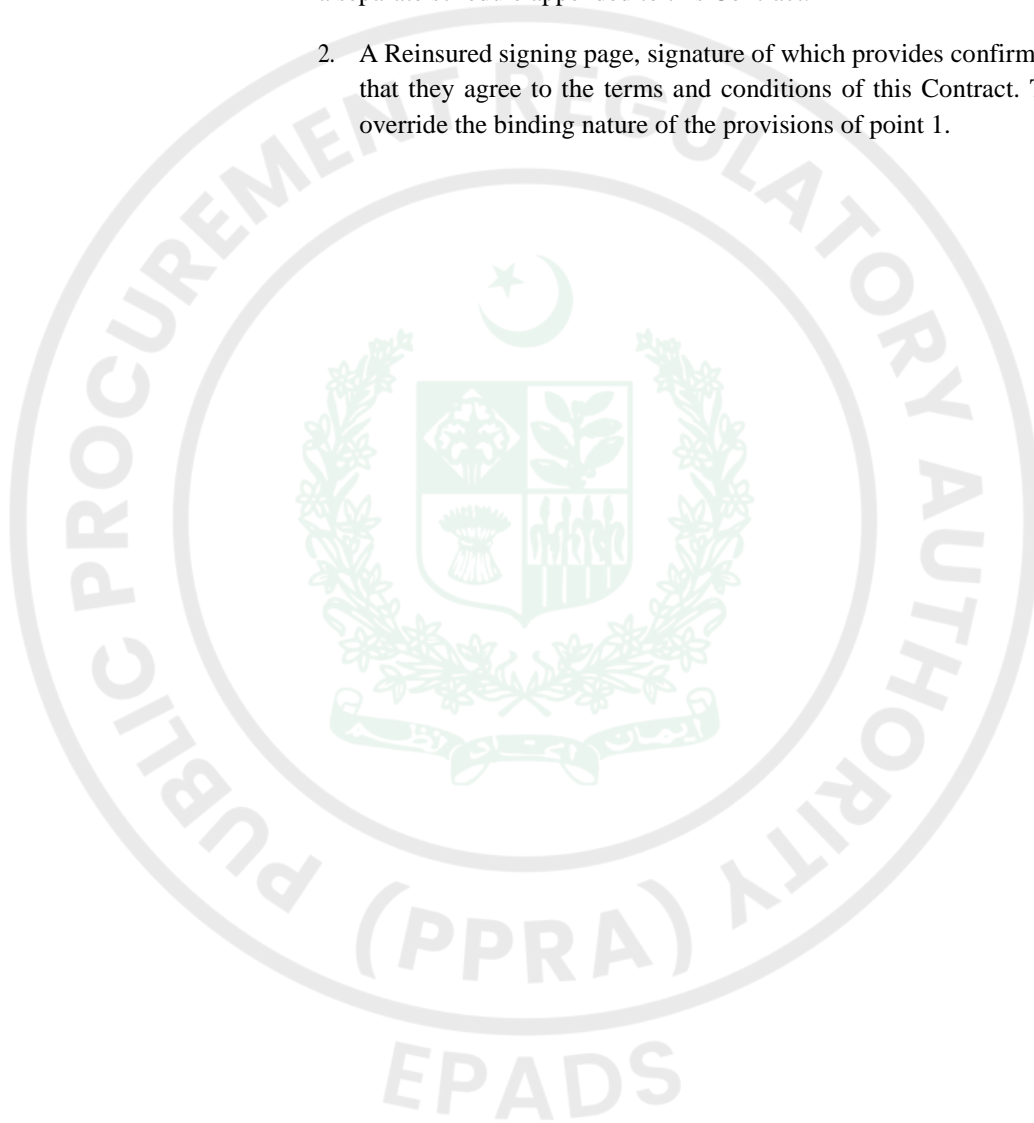 2. A Reinsured signing page, signature of which provides confirm
that they agree to the terms and conditions of this Contract. T
override the binding nature of the provisions of point 1.
PUBLIC PROCUREMENT REGULATORY AUTHORITY
(PPRA)
EPADS